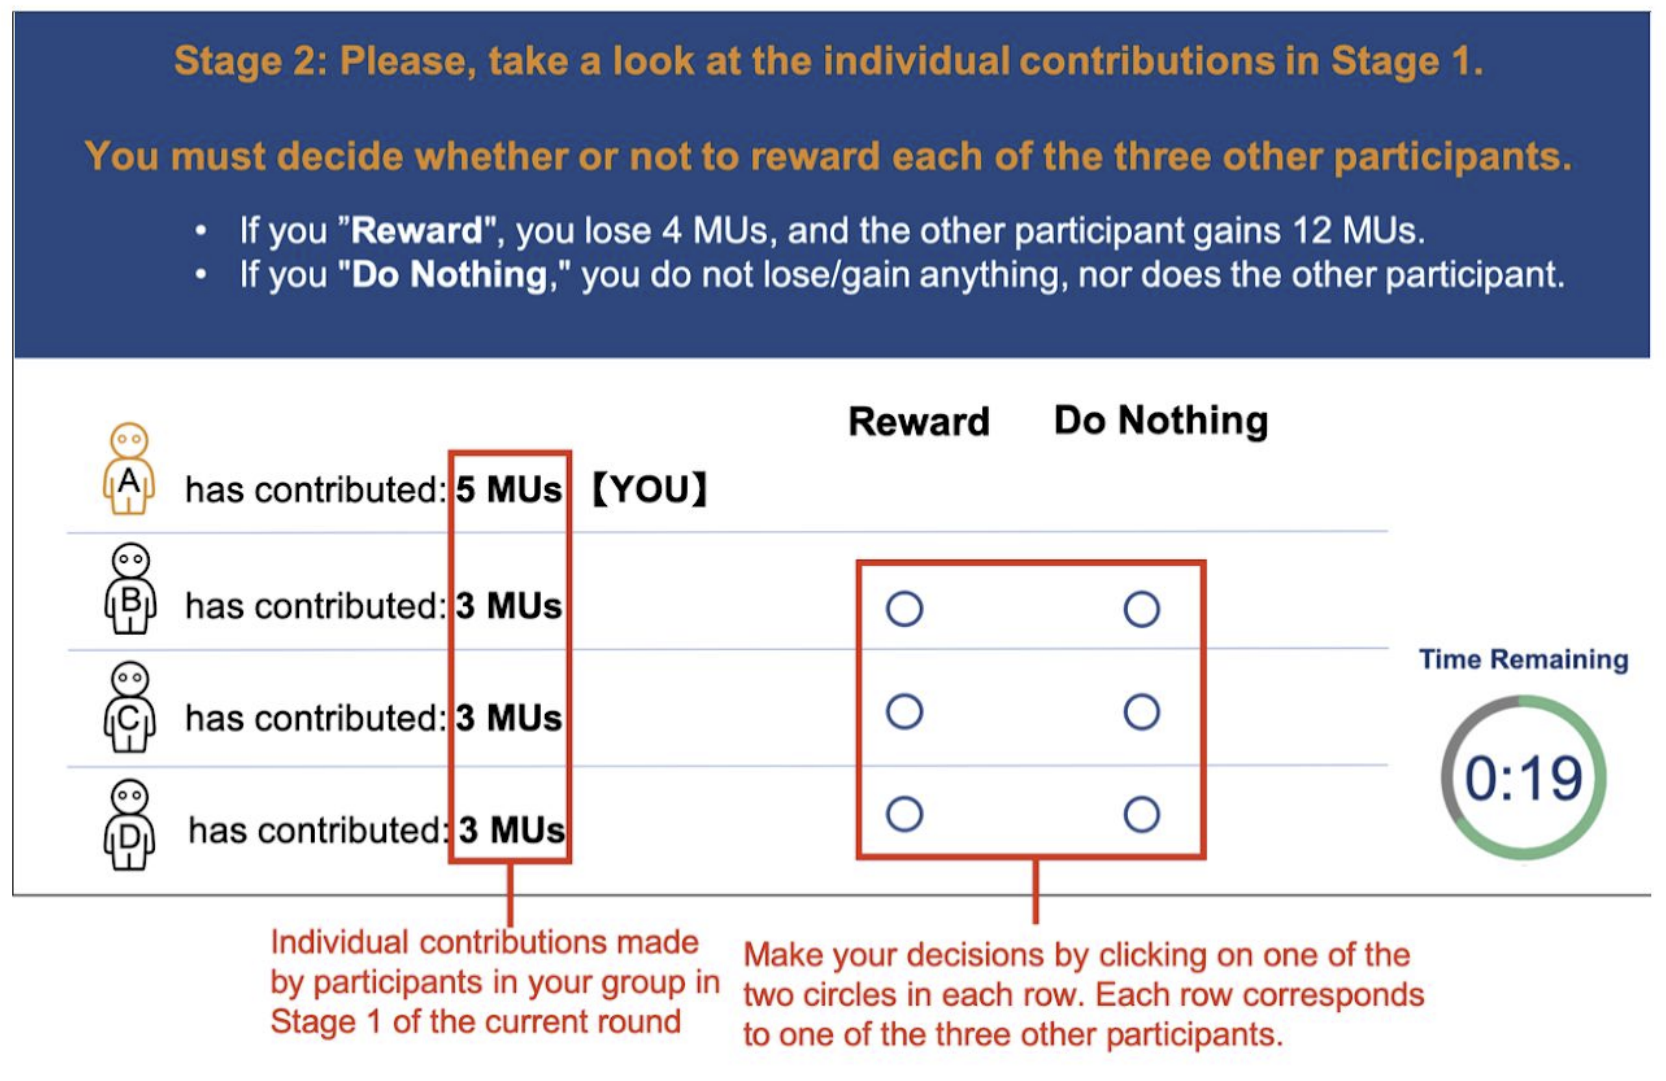 Stage 2: Please, take a look at the individual contributions in Stage 1.
You must decide whether or not to reward each of the three other participants.
• If you ”Reward", you lose 4 MUs, and the other participant gains 12 MUs.
• If you "Do Nothing," you do not lose/gain anything, nor does the other participant.
Reward Do Nothing
A has contributed: 5 MUs 【YOU】
B has contributed: 3 MUs
C has contributed: 3 MUs
D has contributed: 3 MUs
Time Remaining
0:19
Individual contributions made
by participants in your group in
Stage 1 of the current round
Make your decisions by clicking on one of the
two circles in each row. Each row corresponds
to one of the three other participants.